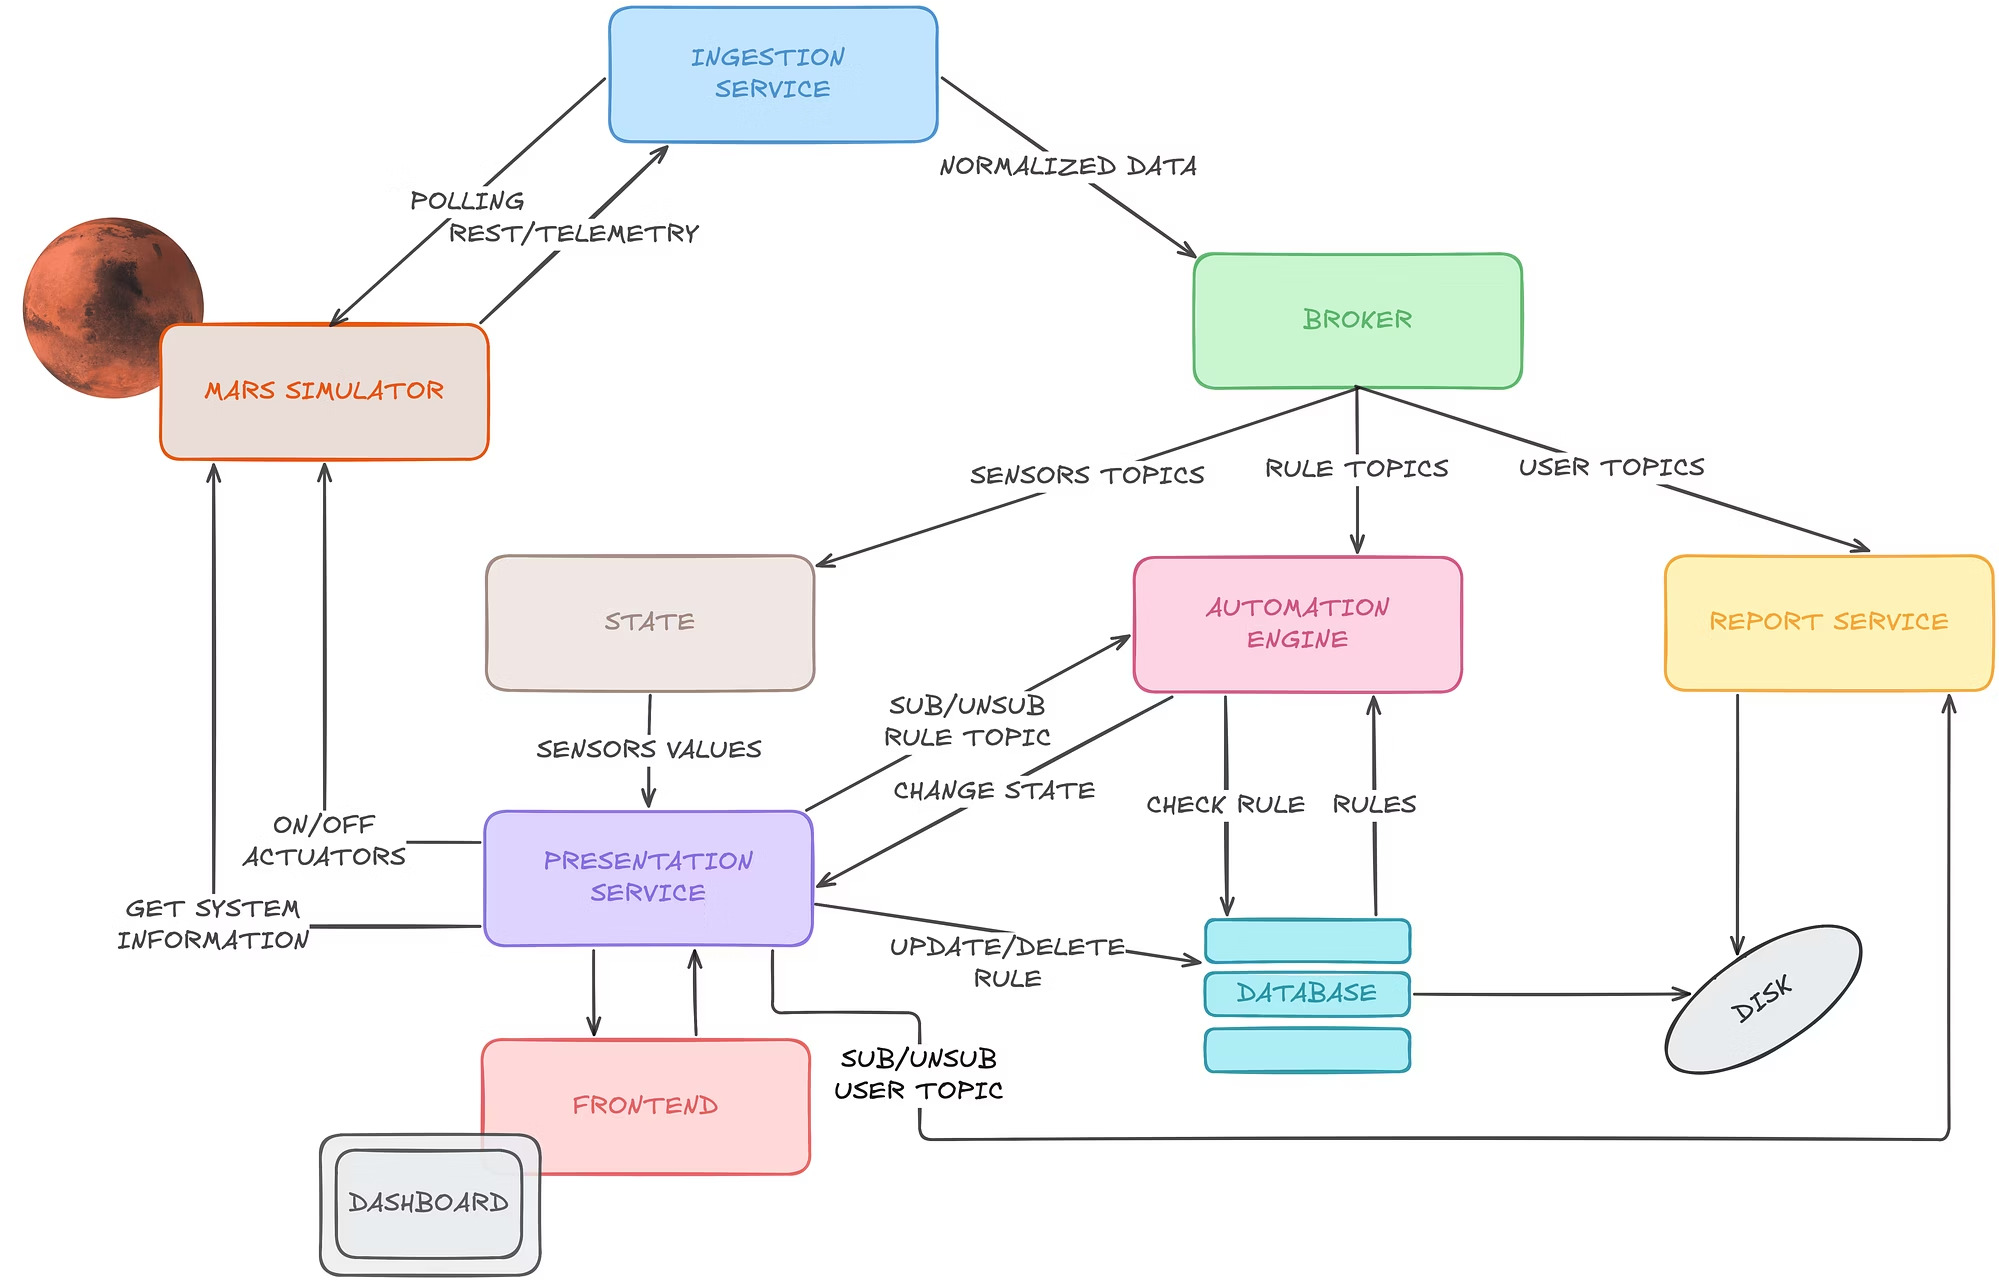 INGESTION
SERVICE
POLLING
REST/TELEMETRY
NORMALIZED DATA
BROKER
MARS SIMULATOR
SENSORS TOPICS
RULE TOPICS
USER TOPICS
STATE
AUTOMATION
ENGINE
REPORT SERVICE
SENSORS VALUES
SUB/UNSUB
RULE TOPIC
CHANGE STATE
CHECK RULE
RULES
ON/OFF
ACTUATORS
PRESENTATION
SERVICE
GET SYSTEM
INFORMATION
UPDATE/DELETE
RULE
DATABASE
DISK
SUB/UNSUB
USER TOPIC
FRONTEND
DASHBOARD